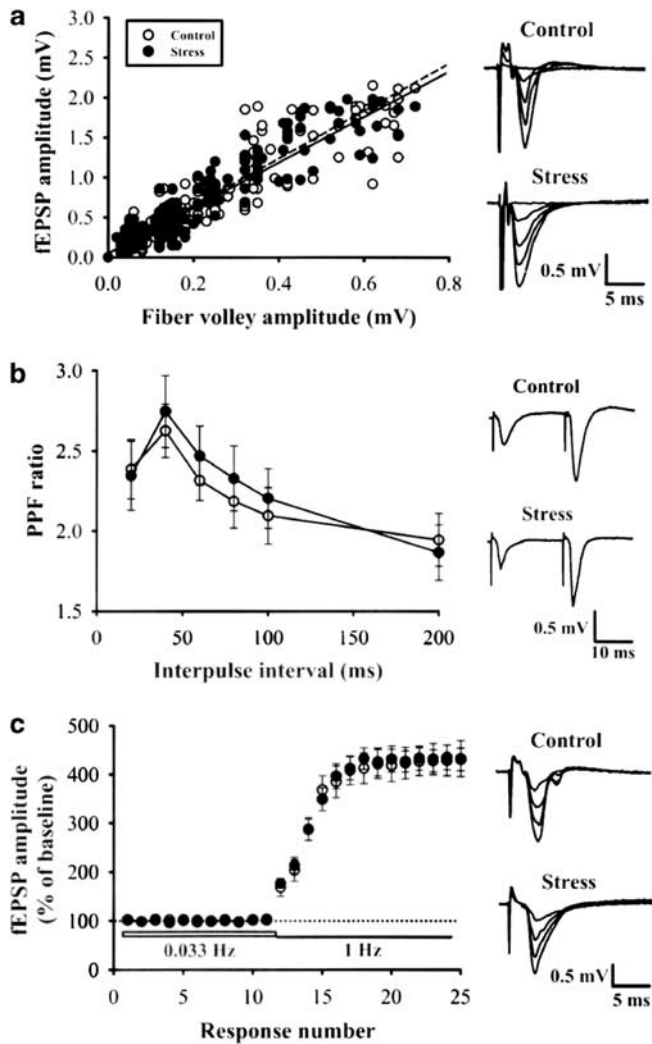 a
fEPSP amplitude (mV)
3.0
2.5
2.0
1.5
1.0
0.5
0.0
Control
Stress
0.0 0.2 0.4 0.6 0.8
Fiber volley amplitude (mV)
Control
Stress
0.5 mV
5 ms
b
PPF ratio
3.0
2.5
2.0
1.5
0 50 100 150 200
Interpulse interval (ms)
Control
Stress
0.5 mV
10 ms
c
fEPSP amplitude
(% of baseline)
500
400
300
200
100
0
0.033 Hz 1 Hz
0 5 10 15 20 25
Response number
Control
Stress
0.5 mV
5 ms